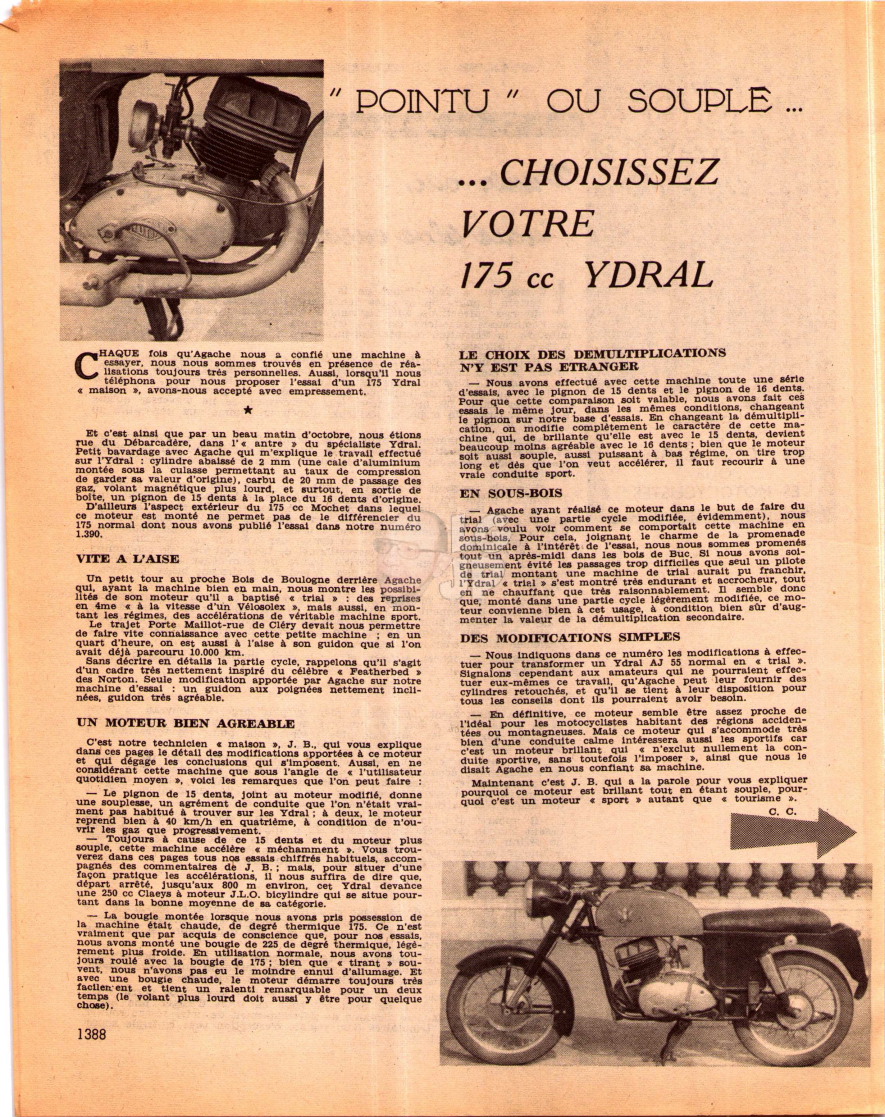 " POINTU " OU SOUPLE ...
... CHOISISSEZ
VOTRE
175 cc YDRAL
CHAQUE fois qu'Agache nous a confié une machine à
essayer, nous nous sommes trouvés en présence de réa-
lisations toujours très personnelles. Aussi, lorsqu'il nous
téléphona pour nous proposer l'essai d'un 175 Ydral
« maison », avons-nous accepté avec empressement.
★
Et c'est ainsi que par un beau matin d'octobre, nous étions
rue du Débarcadère, dans l'« antre » du spécialiste Ydral.
Petit bavardage avec Agache qui m'explique le travail effectué
sur l'Ydral : cylindre abaissé de 2 mm (une cale d'aluminium
montée sous la culasse permettant au taux de compression
de garder sa valeur d'origine), carbu de 20 mm de passage des
gaz, volant magnétique plus lourd, et surtout, en sortie de
boîte, un pignon de 15 dents à la place du 16 dents d'origine.
D'ailleurs l'aspect extérieur du 175 cc Mochet dans lequel
ce moteur est monté ne permet pas de le différencier du
175 normal dont nous avons publié l'essai dans notre numéro
1.390.
VITE A L'AISE
Un petit tour au proche Bois de Boulogne derrière Agache
qui, ayant la machine bien en main, nous montre les possibi-
lités de son moteur qu'il a baptisé « trial » : des reprises
en 4me « à la vitesse d'un Vélosolex », mais aussi, en mon-
tant les régimes, des accélérations de véritable machine sport.
Le trajet Porte Maillot-rue de Cléry devait nous permettre
de faire vite connaissance avec cette petite machine ; en un
quart d'heure, on est aussi à l'aise à son guidon que si l'on
avait déjà parcouru 10.000 km.
Sans décrire en détails la partie cycle, rappelons qu'il s'agit
d'un cadre très nettement inspiré du célèbre « Featherbed »
des Norton. Seule modification apportée par Agache sur notre
machine d'essai : un guidon aux poignées nettement incli-
nées, guidon très agréable.
UN MOTEUR BIEN AGREABLE
C'est notre technicien « maison », J. B., qui vous explique
dans ces pages le détail des modifications apportées à ce moteur
et qui dégage les conclusions qui s'imposent. Aussi, en ne
considérant cette machine que sous l'angle de « l'utilisateur
quotidien moyen », voici les remarques que l'on peut faire :
— Le pignon de 15 dents, joint au moteur modifié, donne
une souplesse, un agrément de conduite que l'on n'était vrai-
ment pas habitué à trouver sur les Ydral ; à deux, le moteur
reprend bien à 40 km/h en quatrième, à condition de n'ou-
vrir les gaz que progressivement.
— Toujours à cause de ce 15 dents et du moteur plus
souple, cette machine accélère « méchamment ». Vous trou-
verez dans ces pages tous nos essais chiffrés habituels, accom-
pagnés des commentaires de J. B. ; mais, pour situer d'une
façon pratique les accélérations, il nous suffira de dire que,
départ arrêté, jusqu'aux 800 m environ, cet Ydral devance
une 250 cc Claeys à moteur J.L.O. bicylindre qui se situe pour-
tant dans la bonne moyenne de sa catégorie.
— La bougie montée lorsque nous avons pris possession de
la machine était chaude, de degré thermique 175. Ce n'est
vraiment que par acquis de conscience que, pour nos essais,
nous avons monté une bougie de 225 de degré thermique, légè-
rement plus froide. En utilisation normale, nous avons tou-
jours roulé avec la bougie de 175 ; bien que « tirant » sou-
vent, nous n'avons pas eu le moindre ennui d'allumage. Et
avec une bougie chaude, le moteur démarre toujours très
facilement et tient un ralenti remarquable pour un deux
temps (le volant plus lourd doit aussi y être pour quelque
chose).
1388
LE CHOIX DES DEMULTIPLICATIONS
N'Y EST PAS ETRANGER
— Nous avons effectué avec cette machine toute une série
d'essais, avec le pignon de 15 dents et le pignon de 16 dents.
Pour que cette comparaison soit valable, nous avons fait ces
essais le même jour, dans les mêmes conditions, changeant
le pignon sur notre base d'essais. En changeant la démultipli-
cation, on modifie complètement le caractère de cette ma-
chine qui, de brillante qu'elle est avec le 15 dents, devient
beaucoup moins agréable avec le 16 dents ; bien que le moteur
soit aussi souple, aussi puissant à bas régime, on tire trop
long et dès que l'on veut accélérer, il faut recourir à une
vraie conduite sport.
EN SOUS-BOIS
— Agache ayant réalisé ce moteur dans le but de faire du
trial (avec une partie cycle modifiée, évidemment), nous
avons voulu voir comment se comportait cette machine en
sous-bois. Pour cela, joignant le charme de la promenade
dominicale à l'intérêt de l'essai, nous nous sommes promenés
tout un après-midi dans les bois de Buc. Si nous avons soi-
gneusement évité les passages trop difficiles que seul un pilote
de trial montant une machine de trial aurait pu franchir,
l'Ydral « trial » s'est montré très endurant et accrocheur, tout
en ne chauffant que très raisonnablement. Il semble donc
que, monté dans une partie cycle légèrement modifiée, ce mo-
teur convienne bien à cet usage, à condition bien sûr d'aug-
menter la valeur de la démultiplication secondaire.
DES MODIFICATIONS SIMPLES
— Nous indiquons dans ce numéro les modifications à effec-
tuer pour transformer un Ydral AJ 55 normal en « trial ».
Signalons cependant aux amateurs qui ne pourraient effec-
tuer eux-mêmes ce travail, qu'Agache peut leur fournir des
cylindres retouchés, et qu'il se tient à leur disposition pour
tous les conseils dont ils pourraient avoir besoin.
— En définitive, ce moteur semble être assez proche de
l'idéal pour les motocyclistes habitant des régions acciden-
tées ou montagneuses. Mais ce moteur qui s'accommode très
bien d'une conduite calme intéressera aussi les sportifs car
c'est un moteur brillant qui « n'exclut nullement la con-
duite sportive, sans toutefois l'imposer », ainsi que nous le
disait Agache en nous confiant sa machine.
Maintenant c'est J. B. qui a la parole pour vous expliquer
pourquoi ce moteur est brillant tout en étant souple, pour-
quoi c'est un moteur « sport » autant que « tourisme ».
C. C.